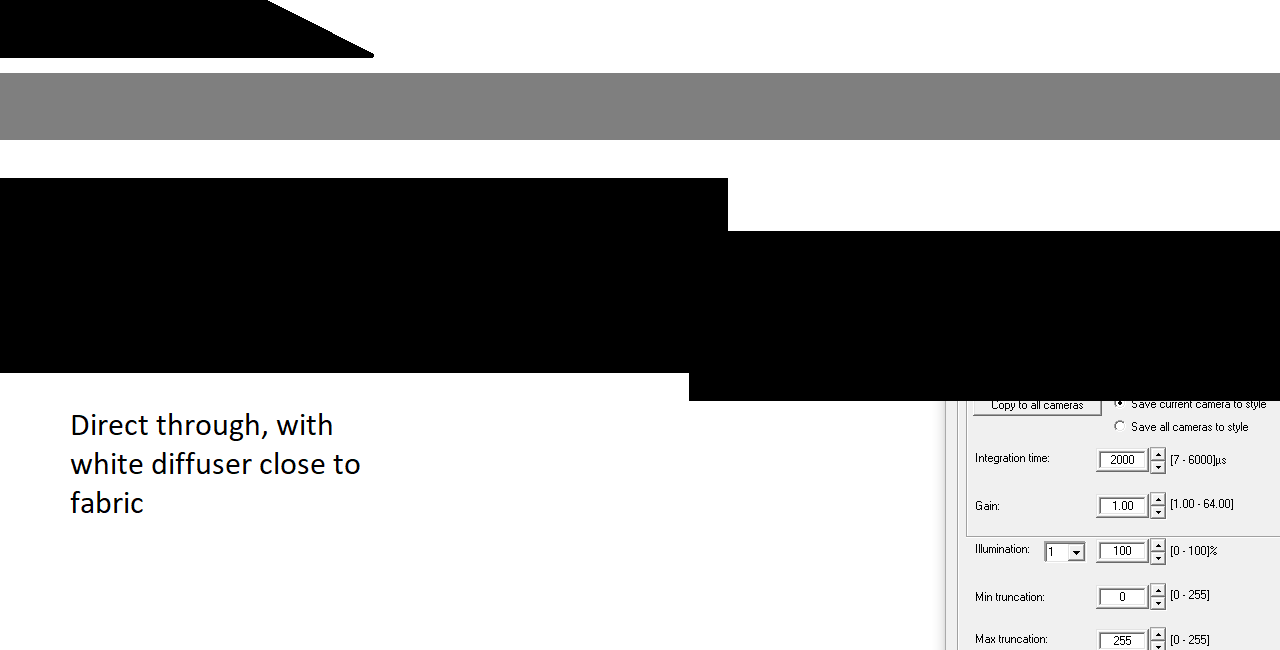 Direct through, with
white diffuser close to
fabric
Copy to all cameras
Save current camera to style
Save all cameras to style
Integration time: 2000 [7 - 6000]µs
Gain: 1.00 [1.00 - 64.00]
Illumination: 1 100 [0 - 100]%
Min truncation: 0 [0 - 255]
Max truncation: 255 [0 - 255]